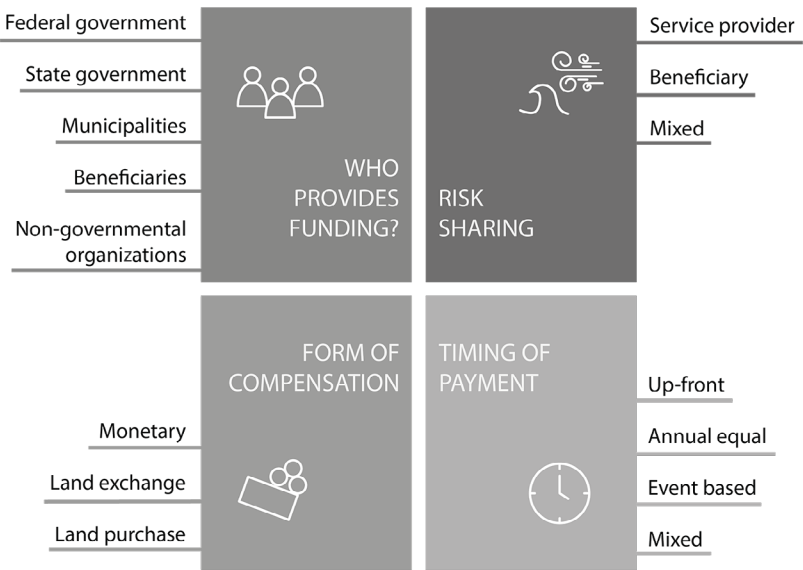 Federal government
State government
Municipalities
Beneficiaries
Non-governmental
organizations
WHO
PROVIDES
FUNDING?
RISK
SHARING
Service provider
Beneficiary
Mixed
FORM OF
COMPENSATION
Monetary
Land exchange
Land purchase
TIMING OF
PAYMENT
Up-front
Annual equal
Event based
Mixed